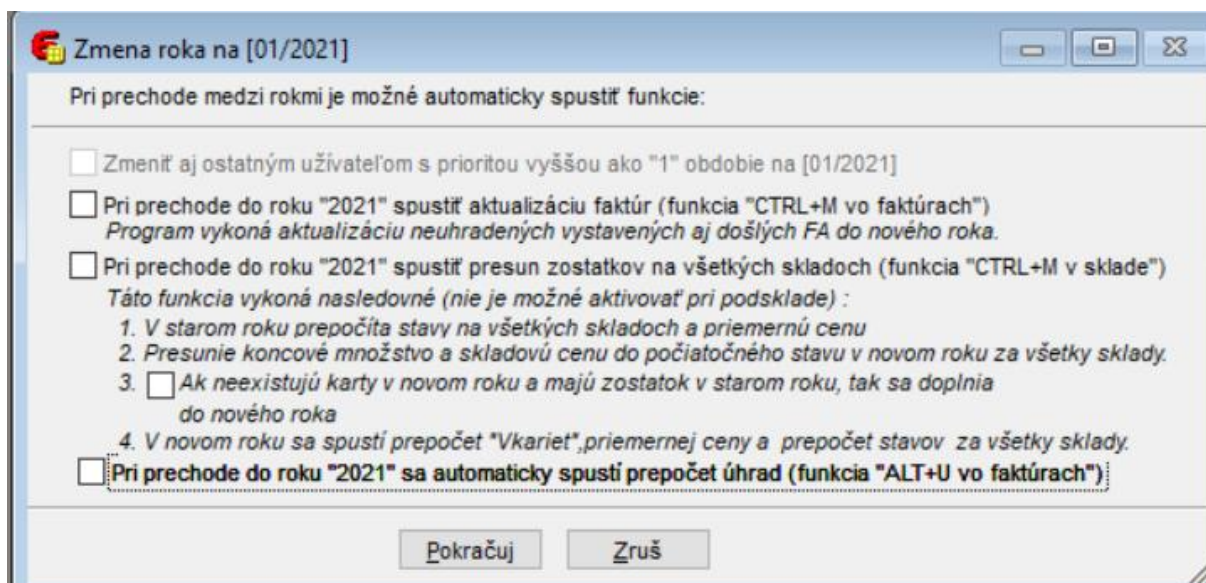 Zmena roka na [01/2021]
Pri prechode medzi rokmi je možné automaticky spustiť funkcie:
Zmeniť aj ostatným užívateľom s prioritou vyššou ako "1" obdobie na [01/2021]
Pri prechode do roku "2021" spustiť aktualizáciu faktúr (funkcia "CTRL+M vo faktúrach")
Program vykoná aktualizáciu neuhradených vystavených aj došlých FA do nového roka.
Pri prechode do roku "2021" spustiť presun zostatkov na všetkých skladoch (funkcia "CTRL+M v sklade")
Táto funkcia vykoná nasledovné (nie je možné aktivovať pri podsklade) :
1. V starom roku prepočíta stavy na všetkých skladoch a priemernú cenu
2. Presunie koncové množstvo a skladovú cenu do počiatočného stavu v novom roku za všetky sklady.
3. Ak neexistujú karty v novom roku a majú zostatok v starom roku, tak sa doplnia
do nového roka
4. V novom roku sa spustí prepočet "Vkariet",priemernej ceny a prepočet stavov za všetky sklady.
Pri prechode do roku "2021" sa automaticky spustí prepočet úhrad (funkcia "ALT+U vo faktúrach")
Pokračuj Zruš